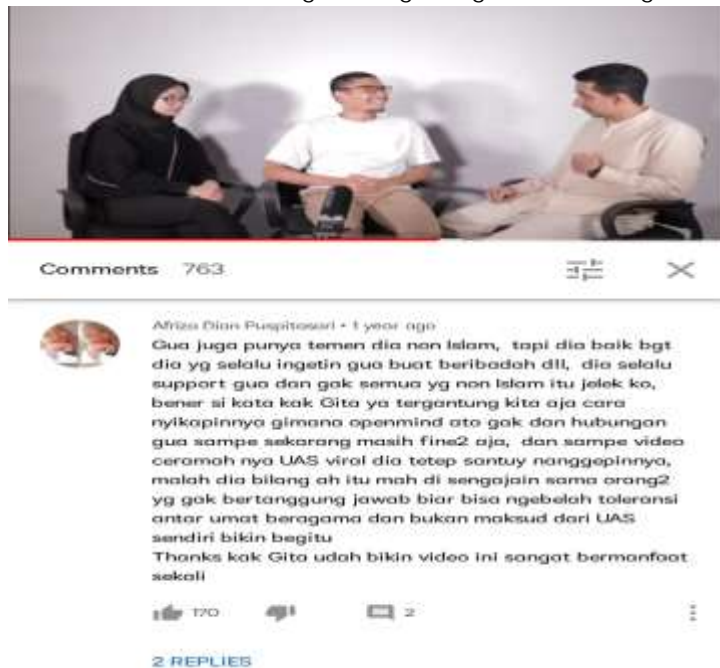 Comments 763
Afriza Dian Puspitasari • 1 year ago
Gua juga punya temen dia non Islam, tapi dia baik bgt
dia yg selalu ingetin gua buat beribadah dll, dia selalu
support gua dan gak semua yg non Islam itu jelek ko,
bener si kata kak Gita ya tergantung kita aja cara
nyikapinnya gimana openmind ato gak dan hubungan
gua sampe sekarang masih fine2 aja, dan sampe video
ceramah nya UAS viral dia tetep santuy nanggepinnya,
malah dia bilang ah itu mah di sengajain sama orang2
yg gak bertanggung jawab biar bisa ngebelah toleransi
antar umat beragama dan bukan maksud dari UAS
sendiri bikin begitu
Thanks kak Gita udah bikin video ini sangat bermanfaat
sekali
170 2
2 REPLIES